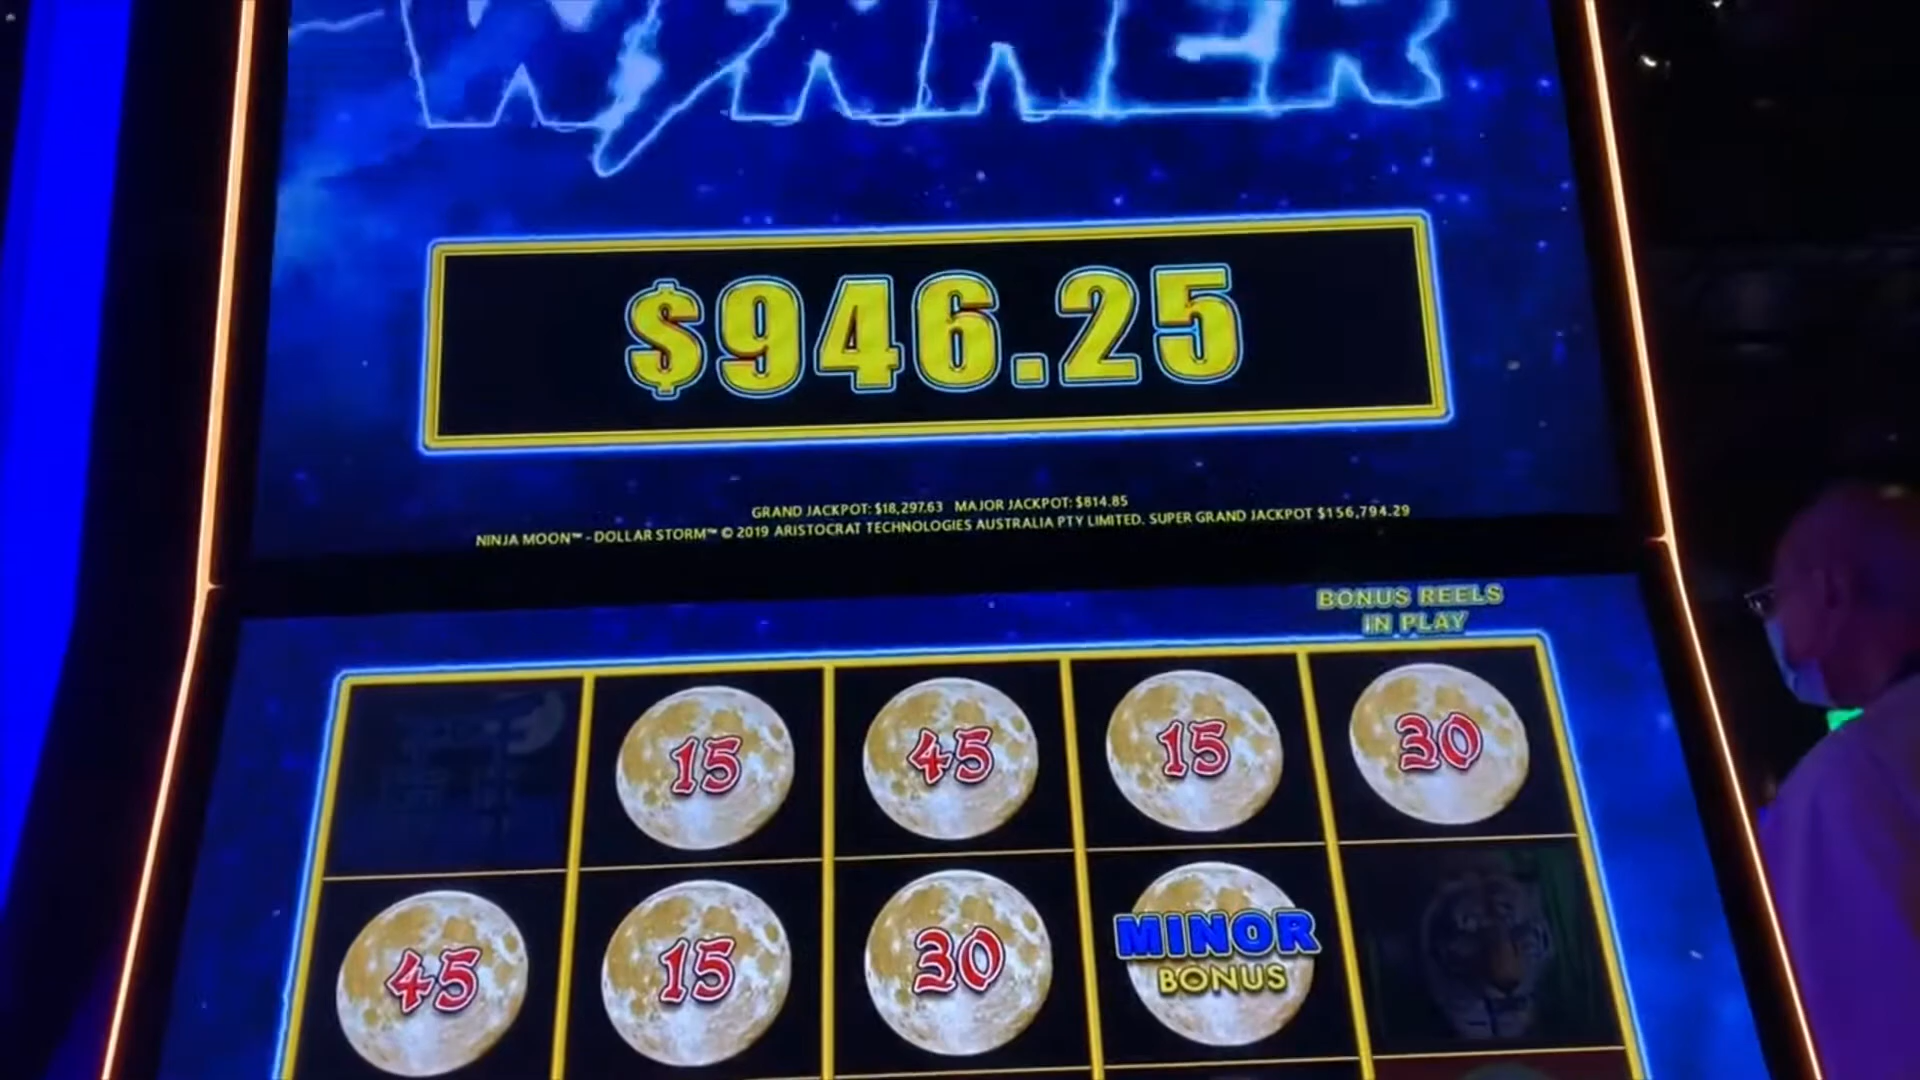 WINNER
$946.25
GRAND JACKPOT: $18,297.63 MAJOR JACKPOT: $814.85
NINJA MOON™ - DOLLAR STORM™ © 2019 ARISTOCRAT TECHNOLOGIES AUSTRALIA PTY LIMITED. SUPER GRAND JACKPOT $156,794.29
BONUS REELS
IN PLAY
15 45 15 30
45 15 30 MINOR
BONUS